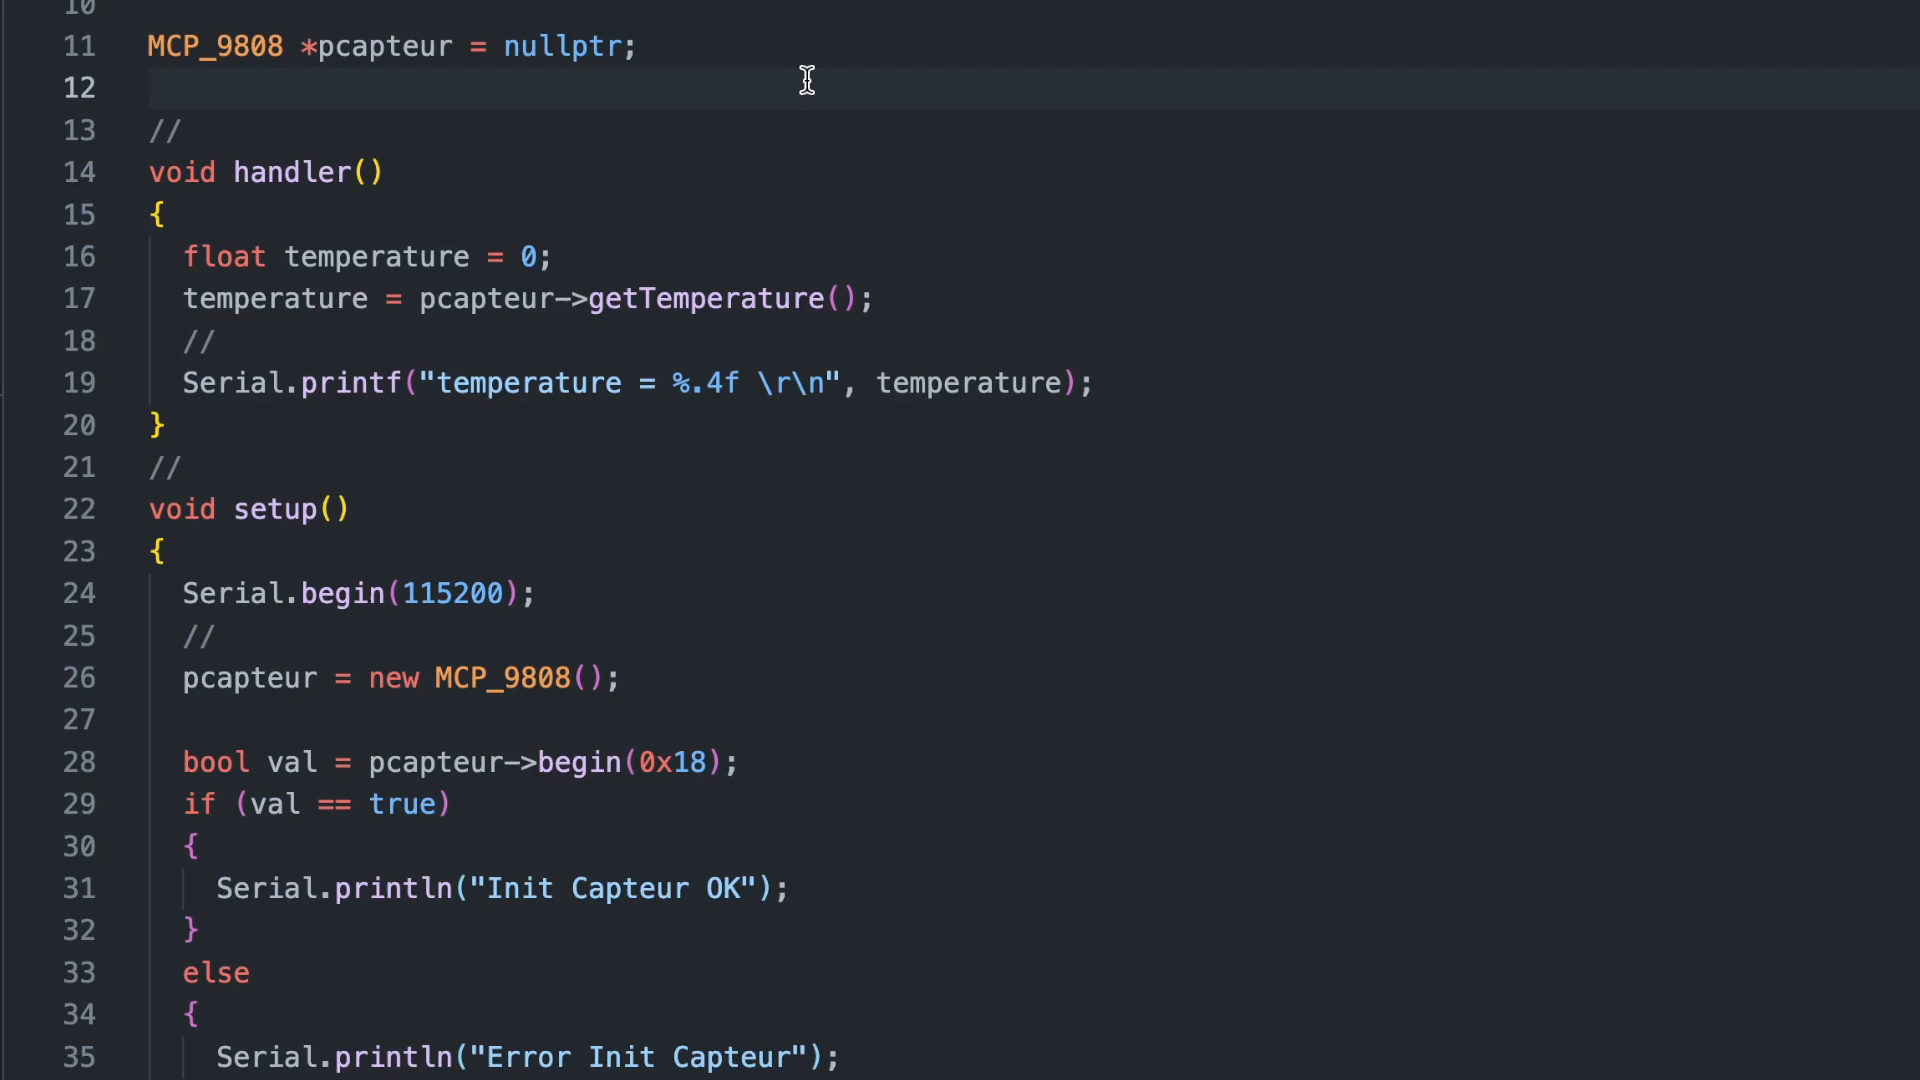 10
11 MCP_9808 *pcapteur = nullptr;
12
13 //
14 void handler()
15 {
16 float temperature = 0;
17 temperature = pcapteur->getTemperature();
18 //
19 Serial.printf("temperature = %.4f \r\n", temperature);
20 }
21 //
22 void setup()
23 {
24 Serial.begin(115200);
25 //
26 pcapteur = new MCP_9808();
27
28 bool val = pcapteur->begin(0x18);
29 if (val == true)
30 {
31 Serial.println("Init Capteur OK");
32 }
33 else
34 {
35 Serial.println("Error Init Capteur");